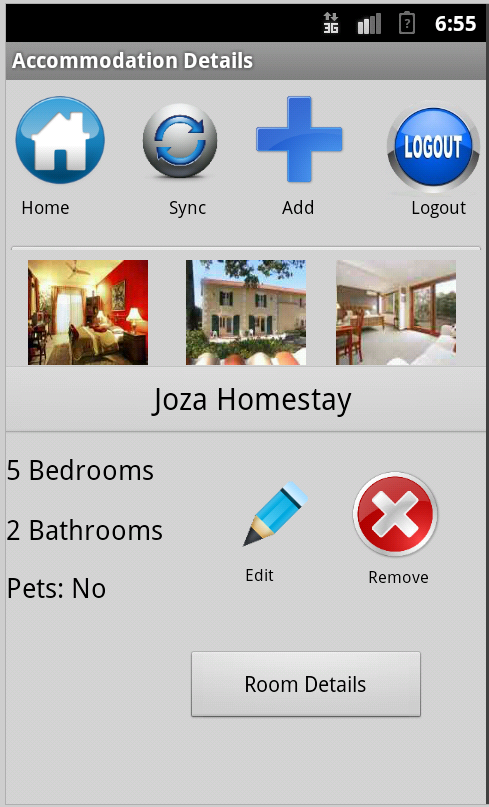 3G ? 6:55
Accommodation Details
LOGOUT
Home Sync Add Logout
Joza Homestay
5 Bedrooms
2 Bathrooms
Pets: No
Edit Remove
Room Details